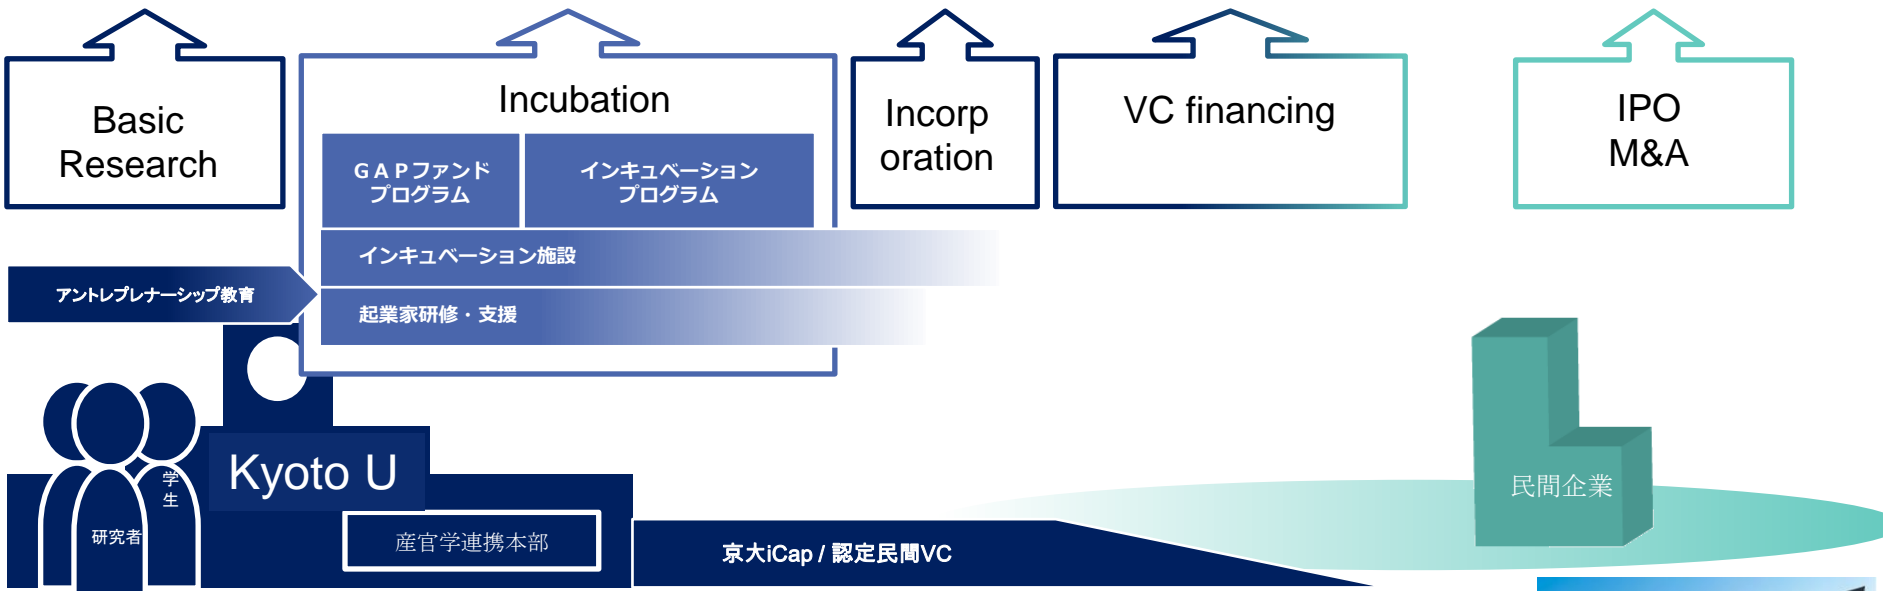 Basic
Research
Incubation
ＧＡＰファンド
プログラム
インキュベーション
プログラム
インキュベーション施設
起業家研修・支援
Incorp
oration
VC financing
IPO
M&A
アントレプレナーシップ教育
Kyoto U
学
生
研究者
産官学連携本部
京大iCap / 認定民間VC
民間企業